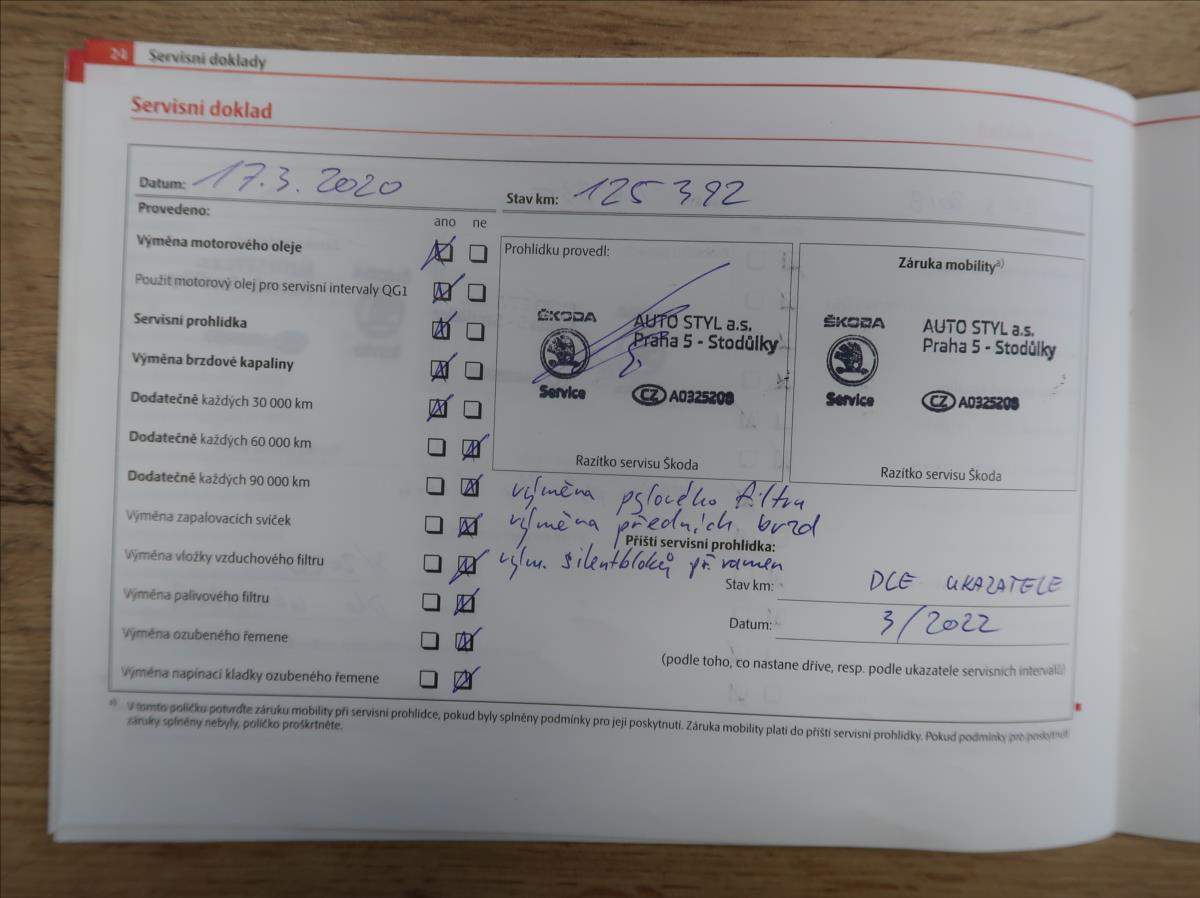 24 Servisní doklady
Servisní doklad
Datum: 17.3.2020
Stav km: 125 392
Provedeno:
ano ne
Výměna motorového oleje
Použit motorový olej pro servisní intervaly QG1
Servisní prohlídka
Výměna brzdové kapaliny
Dodatečně každých 30 000 km
Dodatečně každých 60 000 km
Dodatečně každých 90 000 km
Výměna zapalovacích svíček
Výměna vložky vzduchového filtru
Výměna palivového filtru
Výměna ozubeného řemene
Výměna napínací kladky ozubeného řemene
Prohlídku provedl:
ŠKODA
Service
AUTO STYL a.s.
Praha 5 - Stodůlky
CZ A0325208
Razítko servisu Škoda
Záruka mobility a)
ŠKODA
Service
AUTO STYL a.s.
Praha 5 - Stodůlky
CZ A0325208
Razítko servisu Škoda
výměna pylového filtru
výměna předních brzd
Příští servisní prohlídka:
vým. silentbloků př. ramen
Stav km: DLE UKAZATELE
Datum: 3/2022
(podle toho, co nastane dříve, resp. podle ukazatele servisních intervalů)
a) V tomto políčku potvrďte záruku mobility při servisní prohlídce, pokud byly splněny podmínky pro její poskytnutí. Záruka mobility platí do příští servisní prohlídky. Pokud podmínky pro poskytnutí
záruky splněny nebyly, políčko proškrtněte.